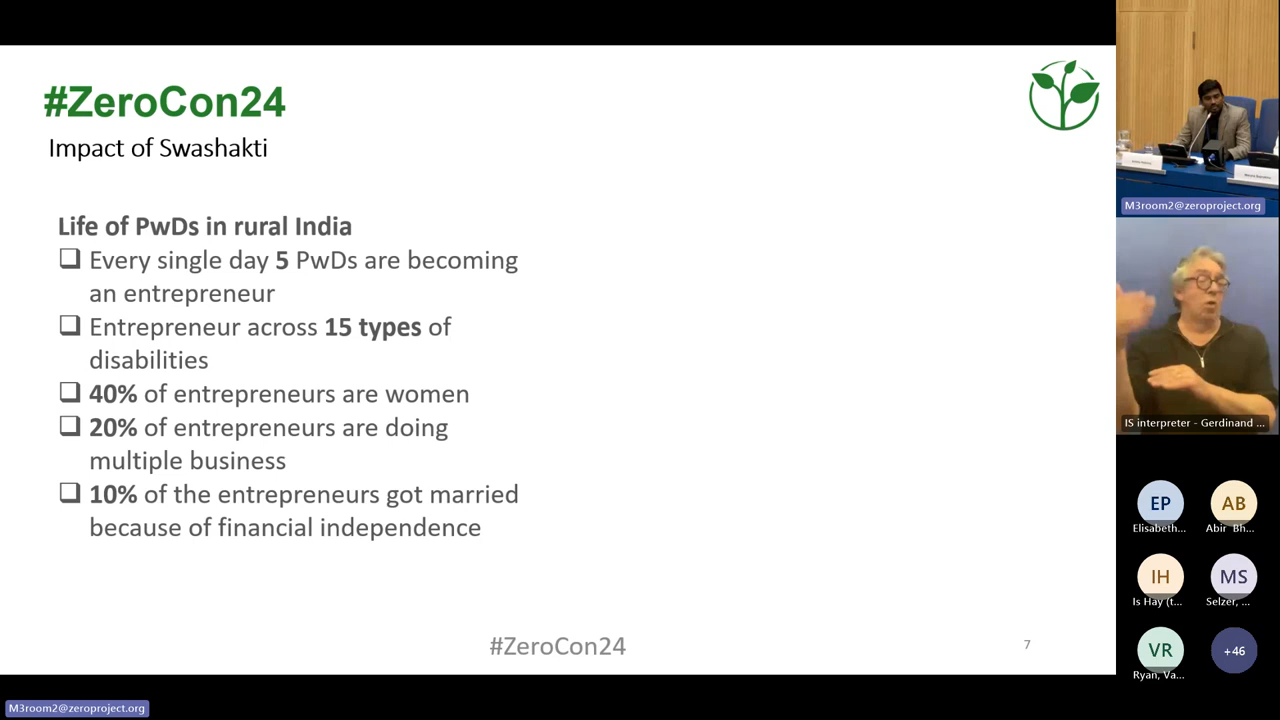 #ZeroCon24
Impact of Swashakti
Life of PwDs in rural India
❑ Every single day 5 PwDs are becoming
an entrepreneur
❑ Entrepreneur across 15 types of
disabilities
❑ 40% of entrepreneurs are women
❑ 20% of entrepreneurs are doing
multiple business
❑ 10% of the entrepreneurs got married
because of financial independence
#ZeroCon24
7
M3room2@zeroproject.org
M3room2@zeroproject.org
IS interpreter - Gerdinand ...
EP
Elisabeth...
AB
Abir Bh...
IH
Is Hay (t...
MS
Selzer, ...
VR
Ryan, Va...
+46